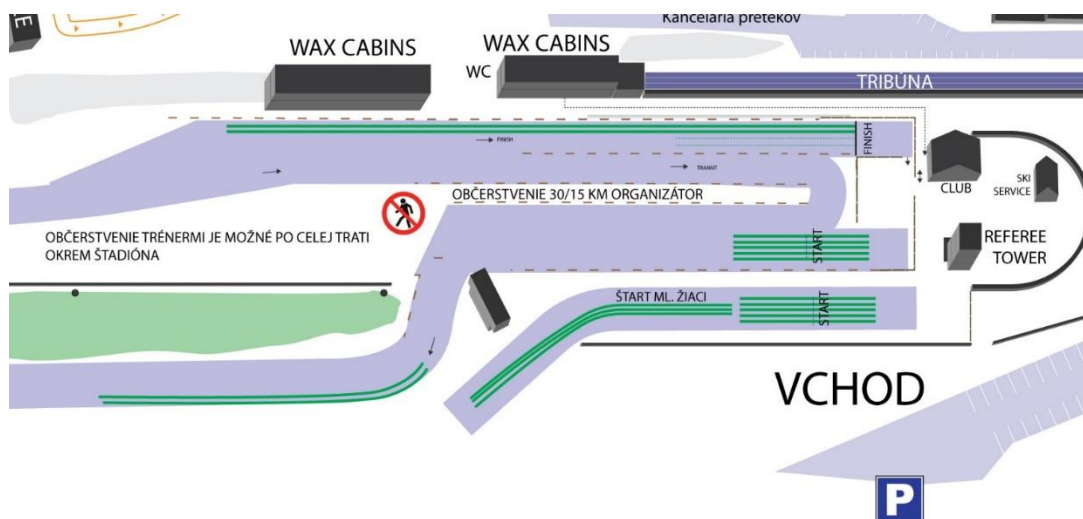 Kancelária pretekov
WAX CABINS
WAX CABINS
WC
TRIBÚNA
FINISH
FINISH
TRANSIT
CLUB
SKI
SERVICE
OBČERSTVENIE 30/15 KM ORGANIZÁTOR
OBČERSTVENIE TRÉNERMI JE MOŽNÉ PO CELEJ TRATI
OKREM ŠTADIÓNA
START
REFEREE
TOWER
ŠTART ML. ŽIACI
START
VCHOD
P